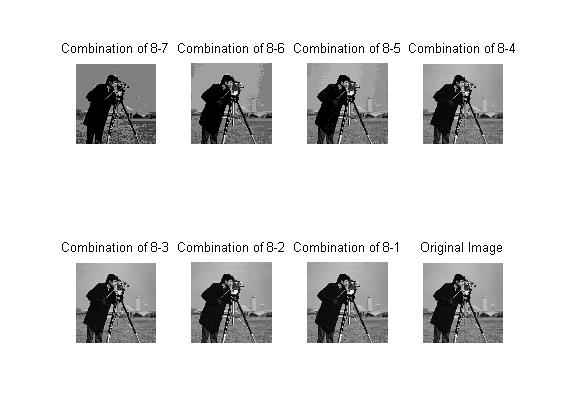 Combination of 8-7 Combination of 8-6 Combination of 8-5 Combination of 8-4
Combination of 8-3 Combination of 8-2 Combination of 8-1 Original Image